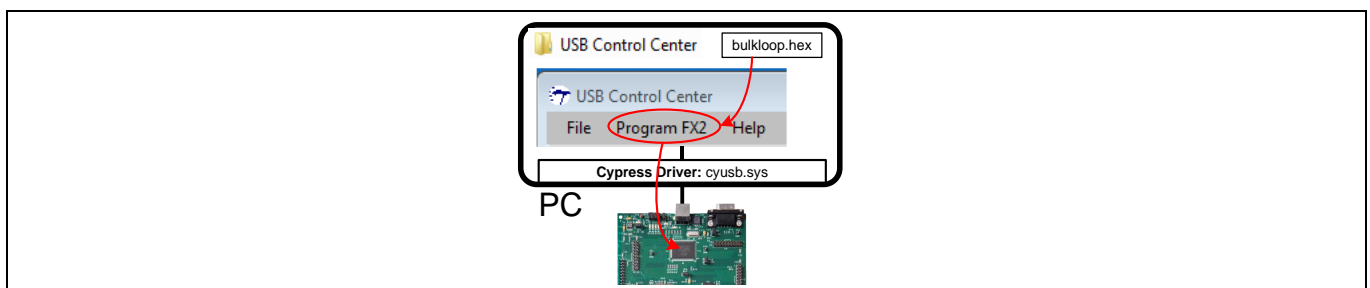 USB Control Center
bulkloop.hex
USB Control Center
File Program FX2 Help
Cypress Driver: cyusb.sys
PC